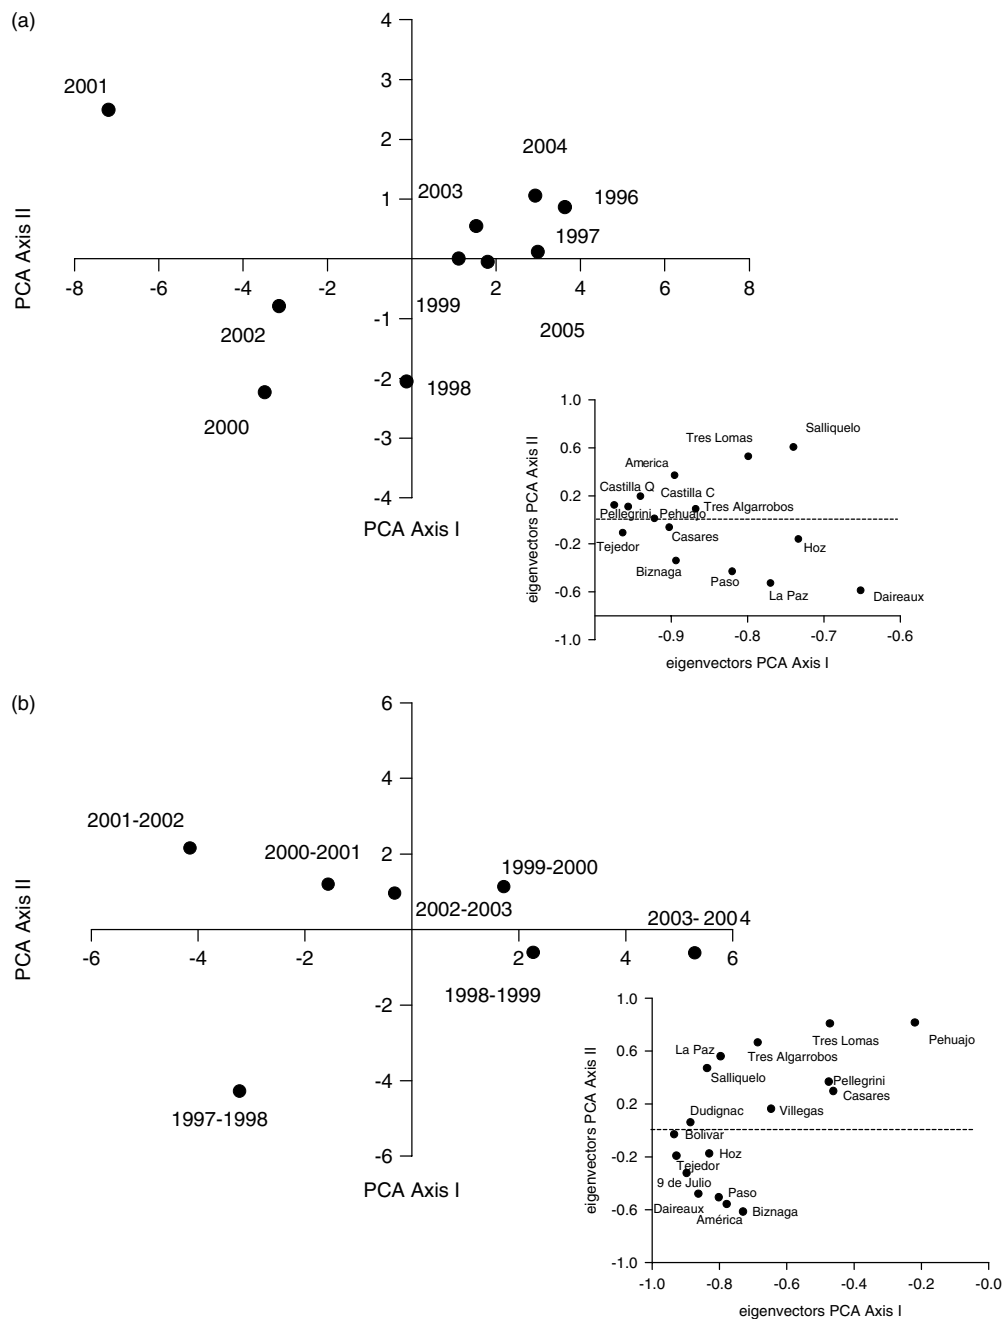 (a)
4
3
2
1
-1
-2
-3
-4
PCA Axis II
-8 -6 -4 -2 2 4 6 8
2001
2004
2003
1996
1997
1999
2002
2005
1998
2000
PCA Axis I
1.0
0.6
0.2
-0.2
-0.6
-1.0
eigenvectors PCA Axis II
Salliquelo
Tres Lomas
America
Castilla Q
Castilla C
Tres Algarrobos
Pellegrini
Pehuajo
Casares
Tejedor
Hoz
Biznaga
Paso
La Paz
Daireaux
-0.9 -0.8 -0.7 -0.6
eigenvectors PCA Axis I
(b)
6
4
2
-2
-4
-6
PCA Axis II
-6 -4 -2 2 4 6
2001-2002
2000-2001
1999-2000
2002-2003
2003-2004
1998-1999
1997-1998
PCA Axis I
1.0
0.6
0.2
-0.2
-0.6
-1.0
eigenvectors PCA Axis II
Tres Lomas
Pehuajo
La Paz
Tres Algarrobos
Salliquelo
Pellegrini
Casares
Dudignac
Villegas
Bolivar
Hoz
Tejedor
9 de Julio
Paso
Daireaux
América
Biznaga
-1.0 -0.8 -0.6 -0.4 -0.2 -0.0
eigenvectors PCA Axis I